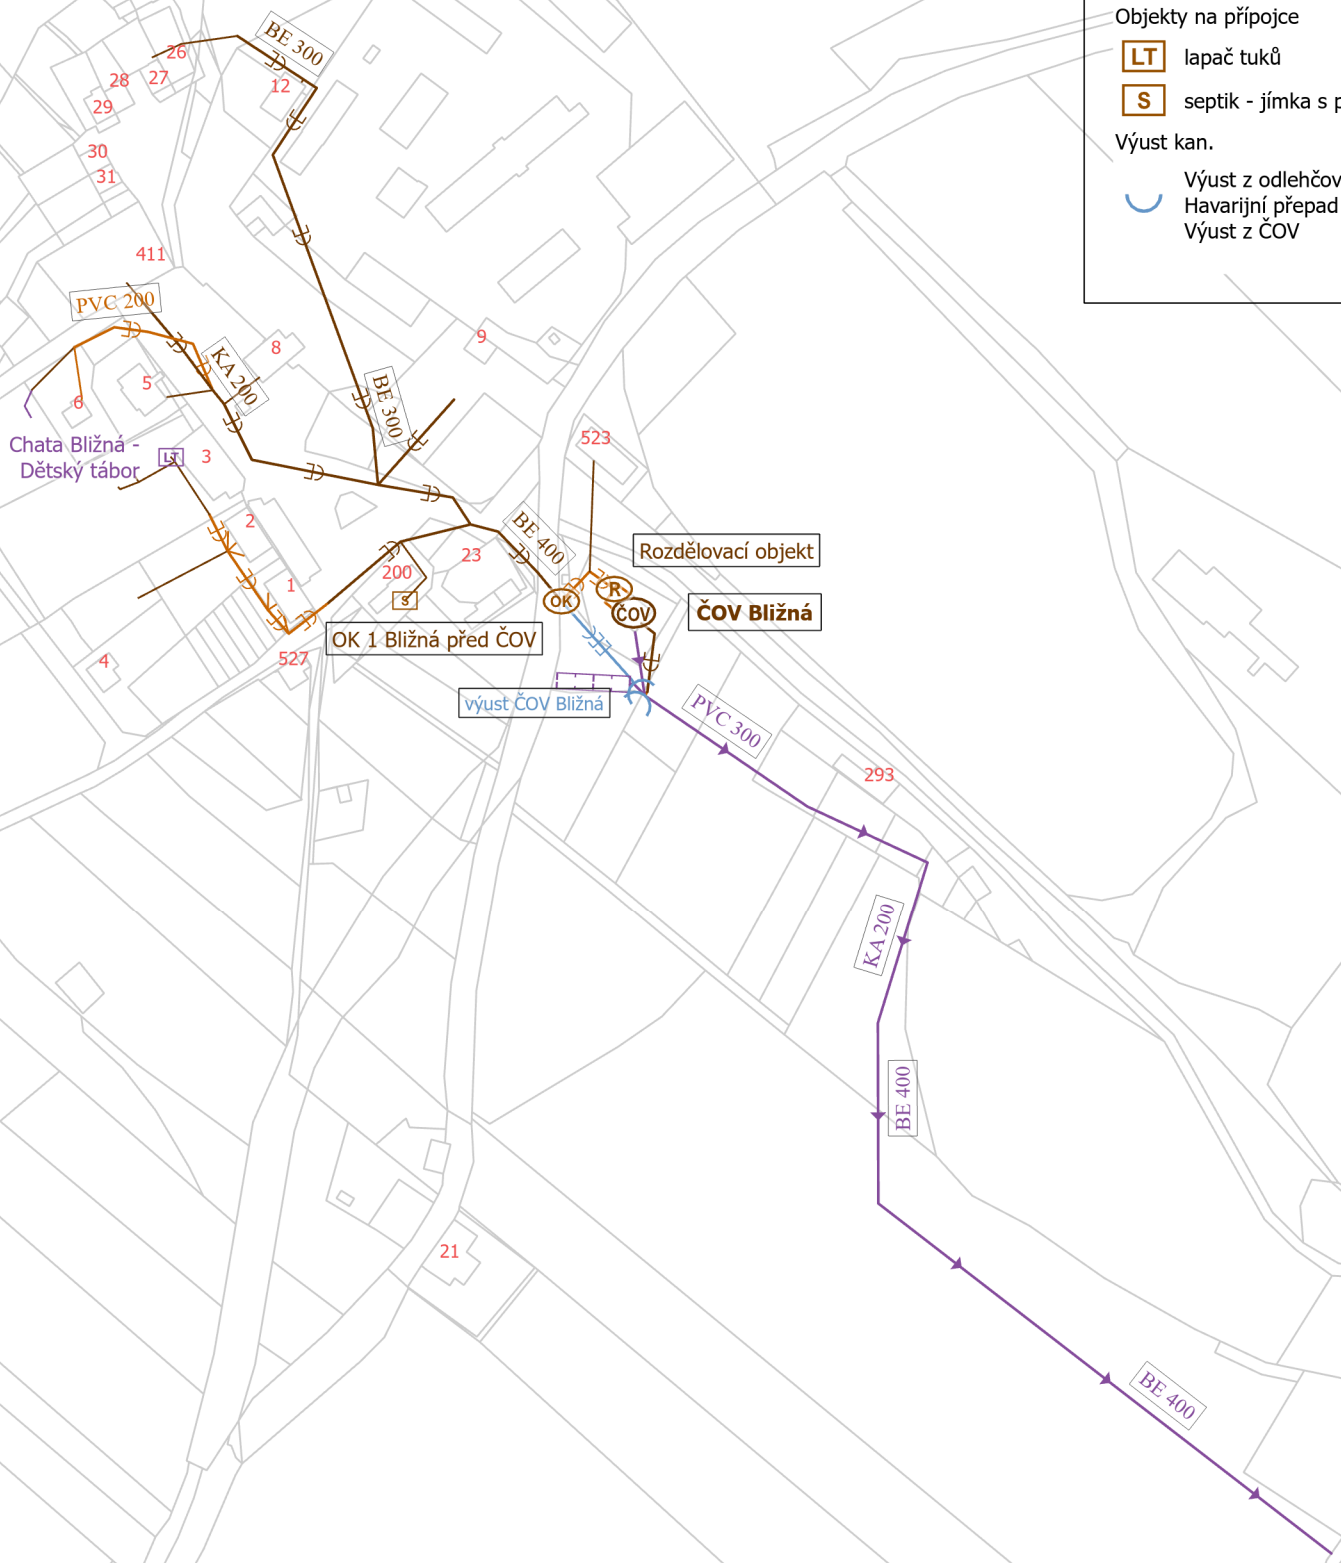 Objekty na přípojce
LT lapač tuků
S septik - jímka s
Výust kan.
Výust z odlehčov
Havarijní přepad
Výust z ČOV
BE 300
26
28
27
12
29
30
31
411
PVC 200
8
9
KA 200
5
6
BE 300
Chata Bližná -
Dětský tábor
LT
3
523
2
BE 400
23
Rozdělovací objekt
200
1
R
S
OK
ČOV
ČOV Bližná
OK 1 Bližná před ČOV
527
4
výust ČOV Bližná
PVC 300
293
KA 200
BE 400
21
BE 400